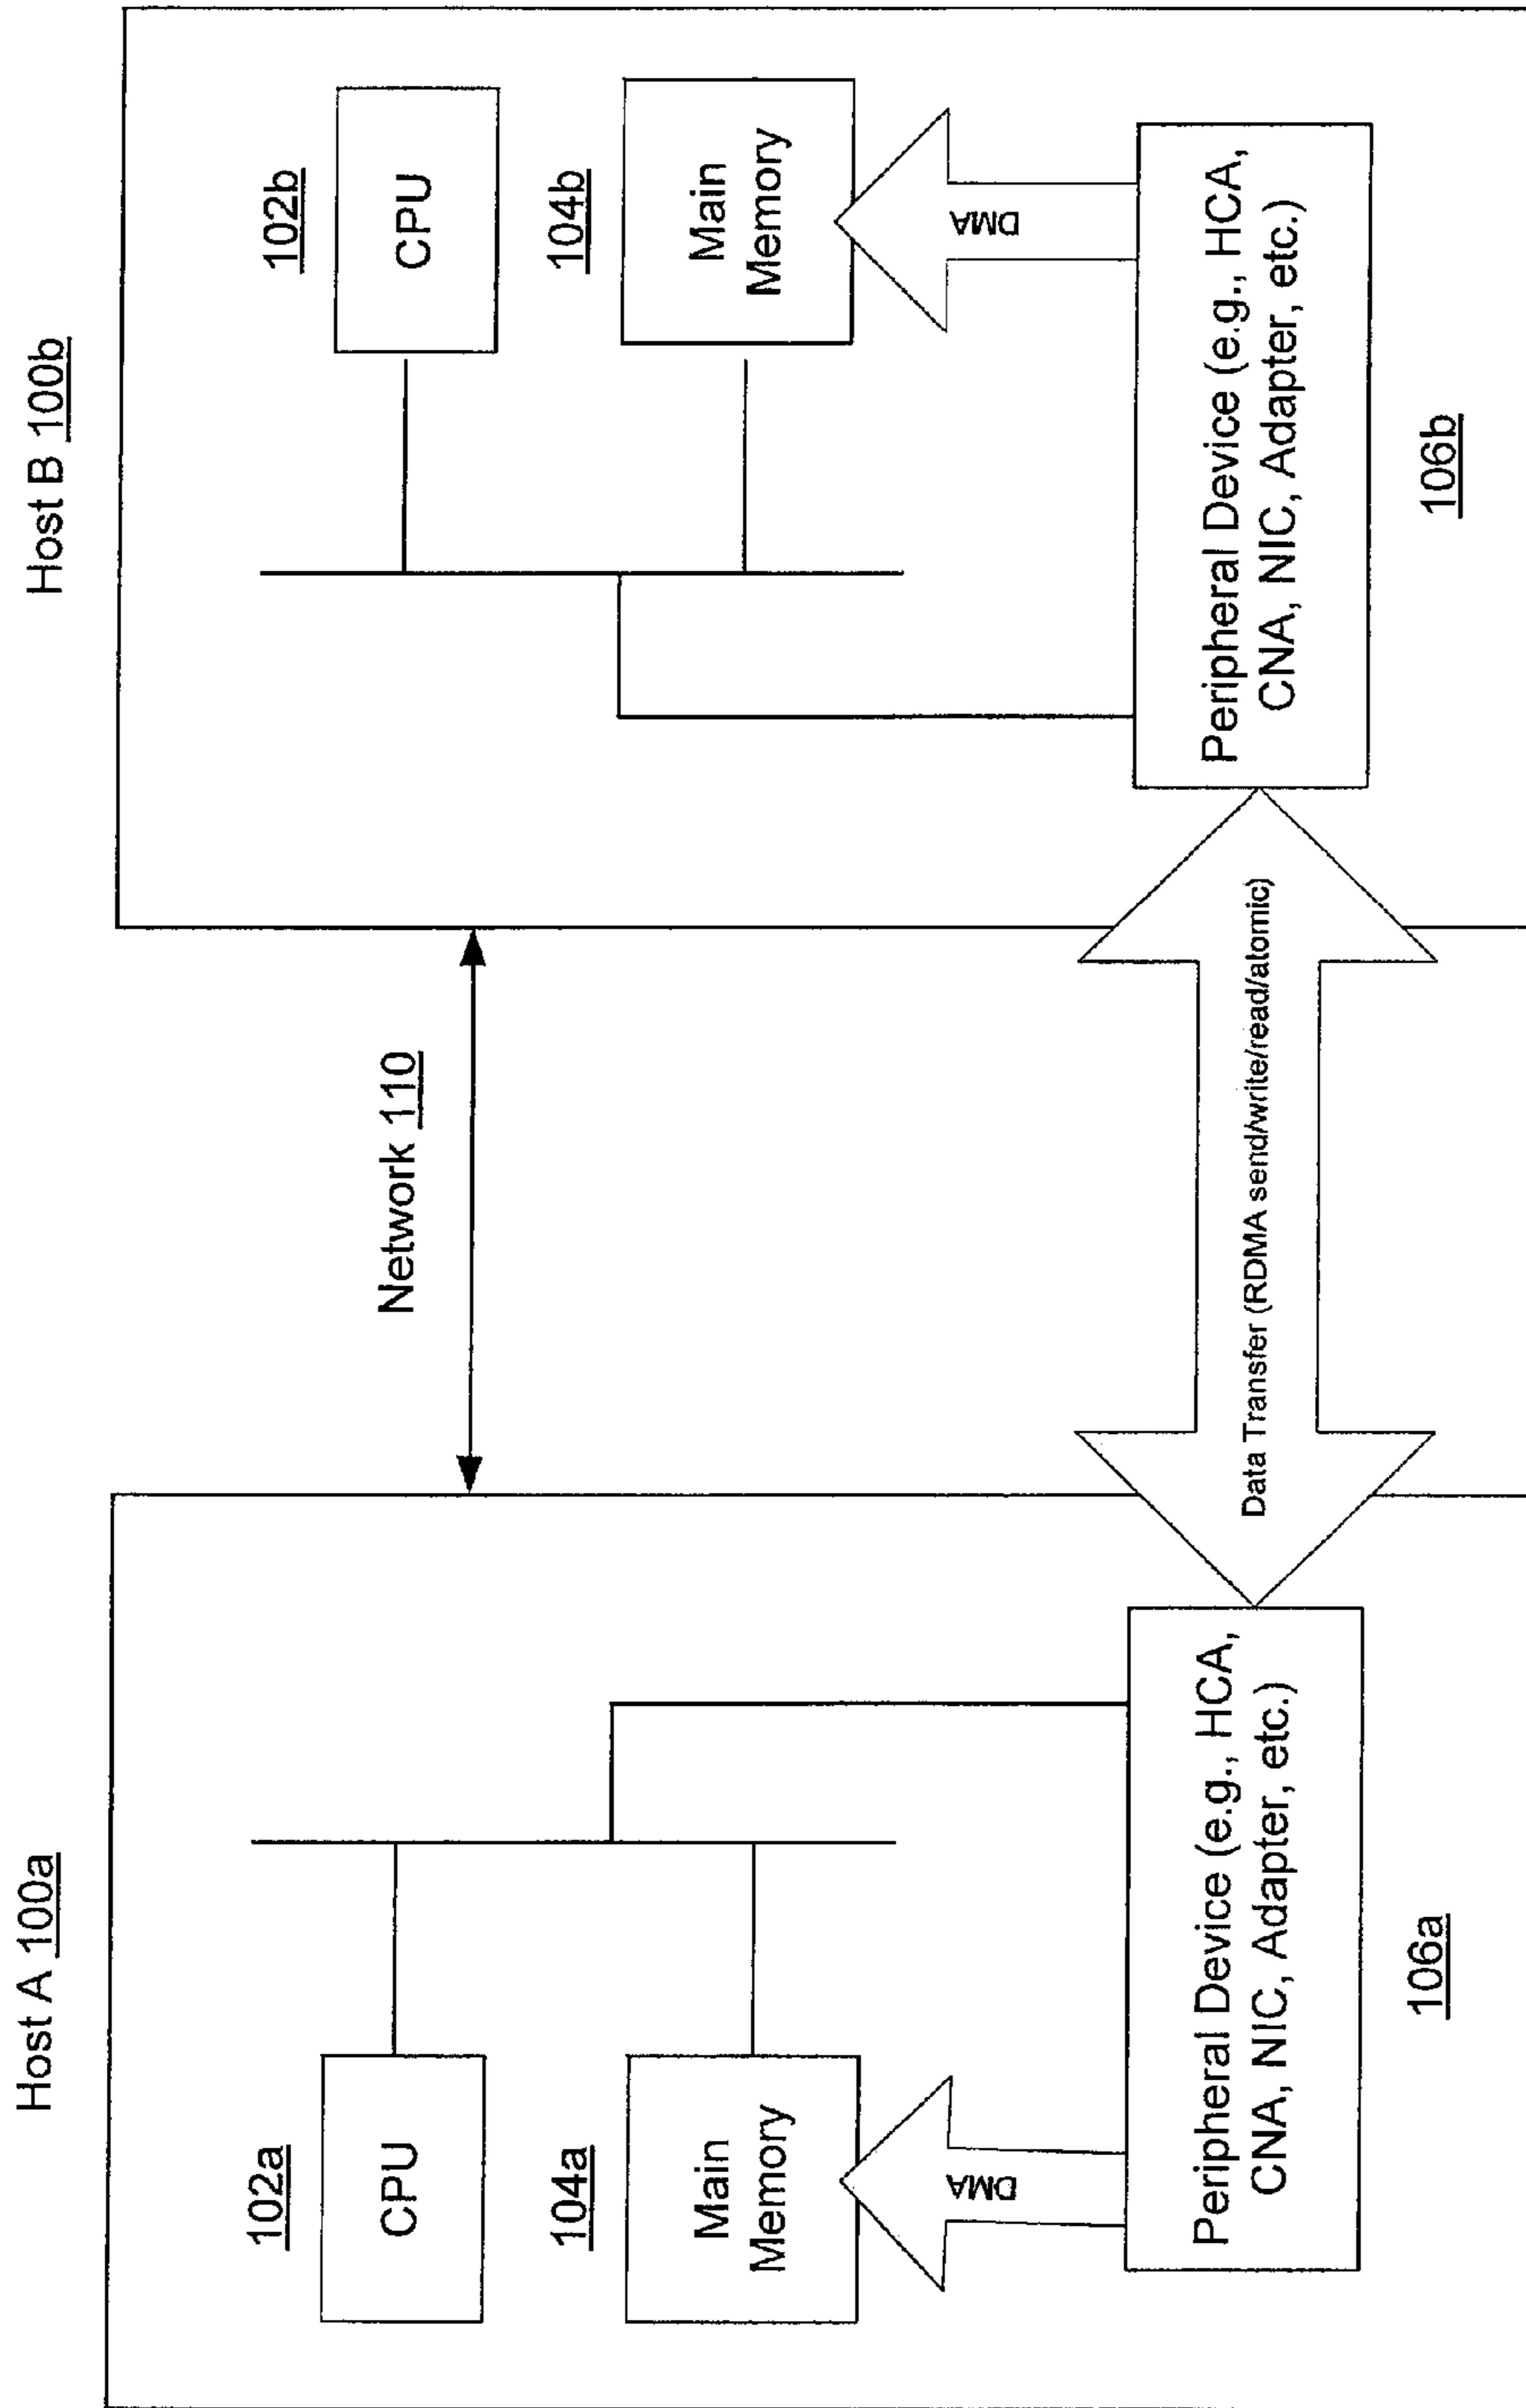 Host A 100a
102a
CPU
104a
Main
Memory
DMA
Peripheral Device (e.g., HCA,
CNA, NIC, Adapter, etc.)
106a
Network 110
Data Transfer (RDMA send/write/read/atomic)
Host B 100b
102b
CPU
104b
Main
Memory
DMA
Peripheral Device (e.g., HCA,
CNA, NIC, Adapter, etc.)
106b